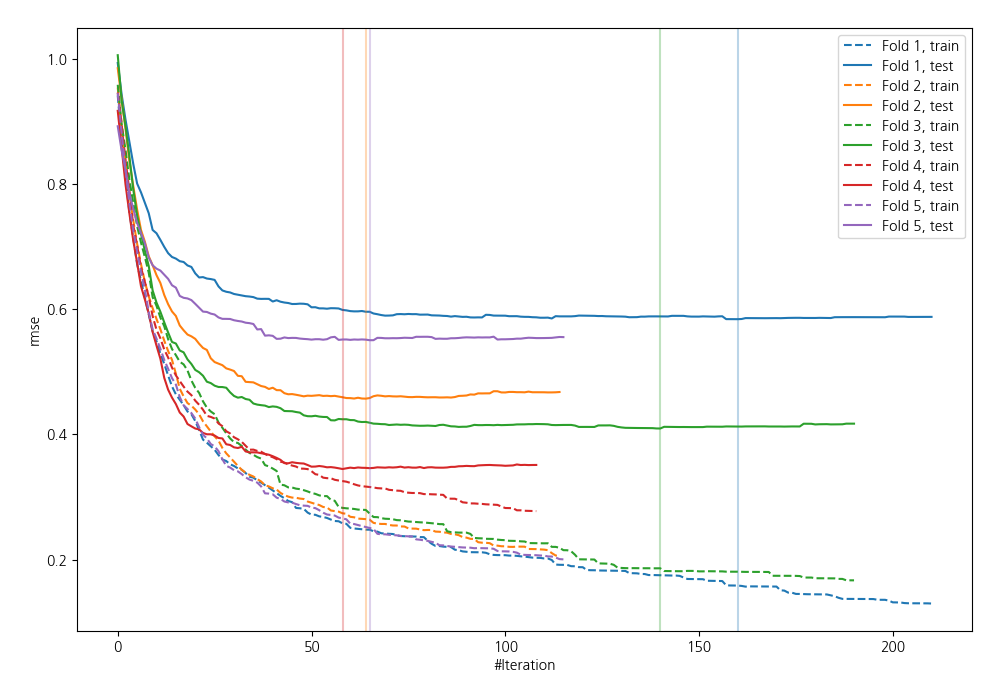 1.0
0.8
0.6
0.4
0.2
rmse
0
50
100
150
200
#Iteration
Fold 1, train
Fold 1, test
Fold 2, train
Fold 2, test
Fold 3, train
Fold 3, test
Fold 4, train
Fold 4, test
Fold 5, train
Fold 5, test